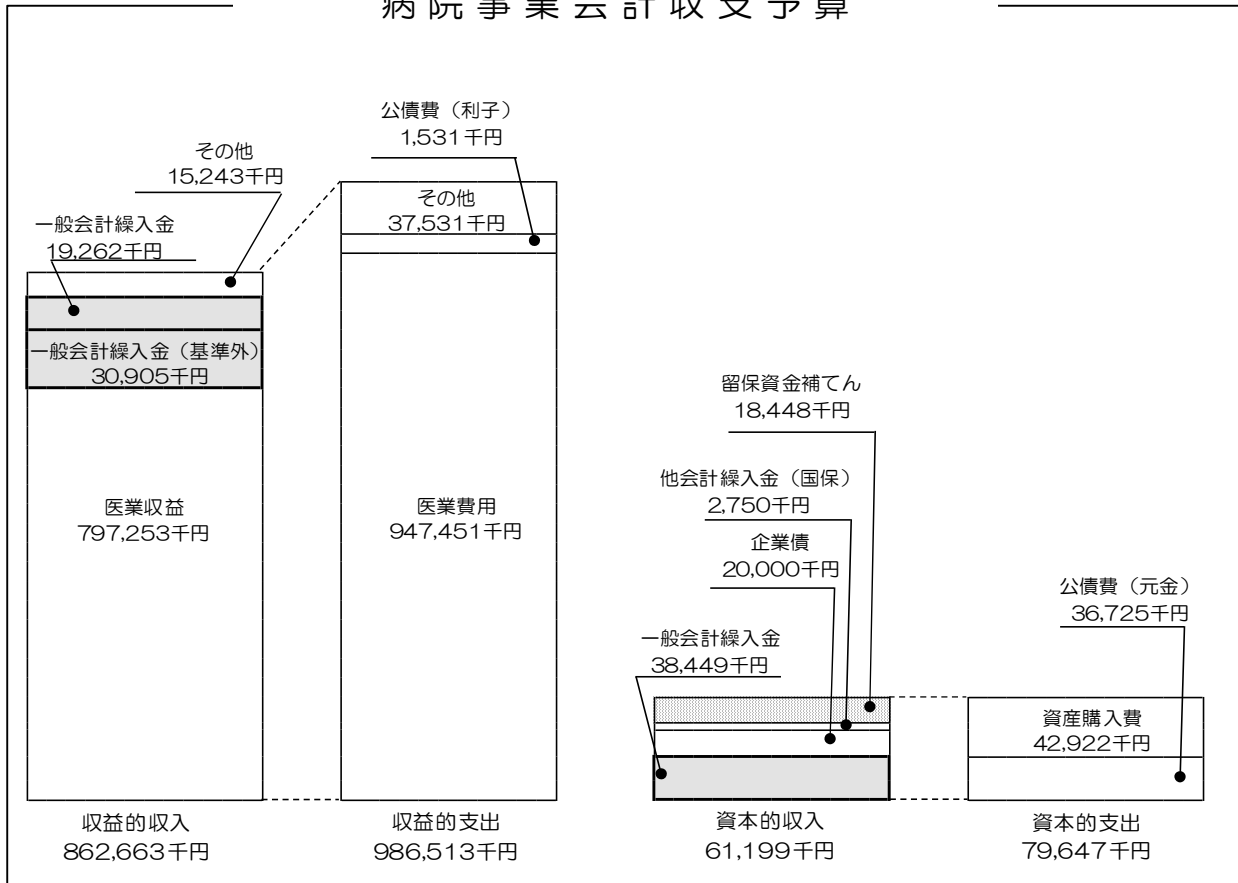 病院事業会計収支予算
公債費（利子）
1,531千円
その他
15,243千円
その他
37,531千円
一般会計繰入金
19,262千円
一般会計繰入金（基準外）
30,905千円
医業収益
797,253千円
医業費用
947,451千円
留保資金補てん
18,448千円
他会計繰入金（国保）
2,750千円
企業債
20,000千円
一般会計繰入金
38,449千円
公債費（元金）
36,725千円
資産購入費
42,922千円
収益的収入
862,663千円
収益的支出
986,513千円
資本的収入
61,199千円
資本的支出
79,647千円